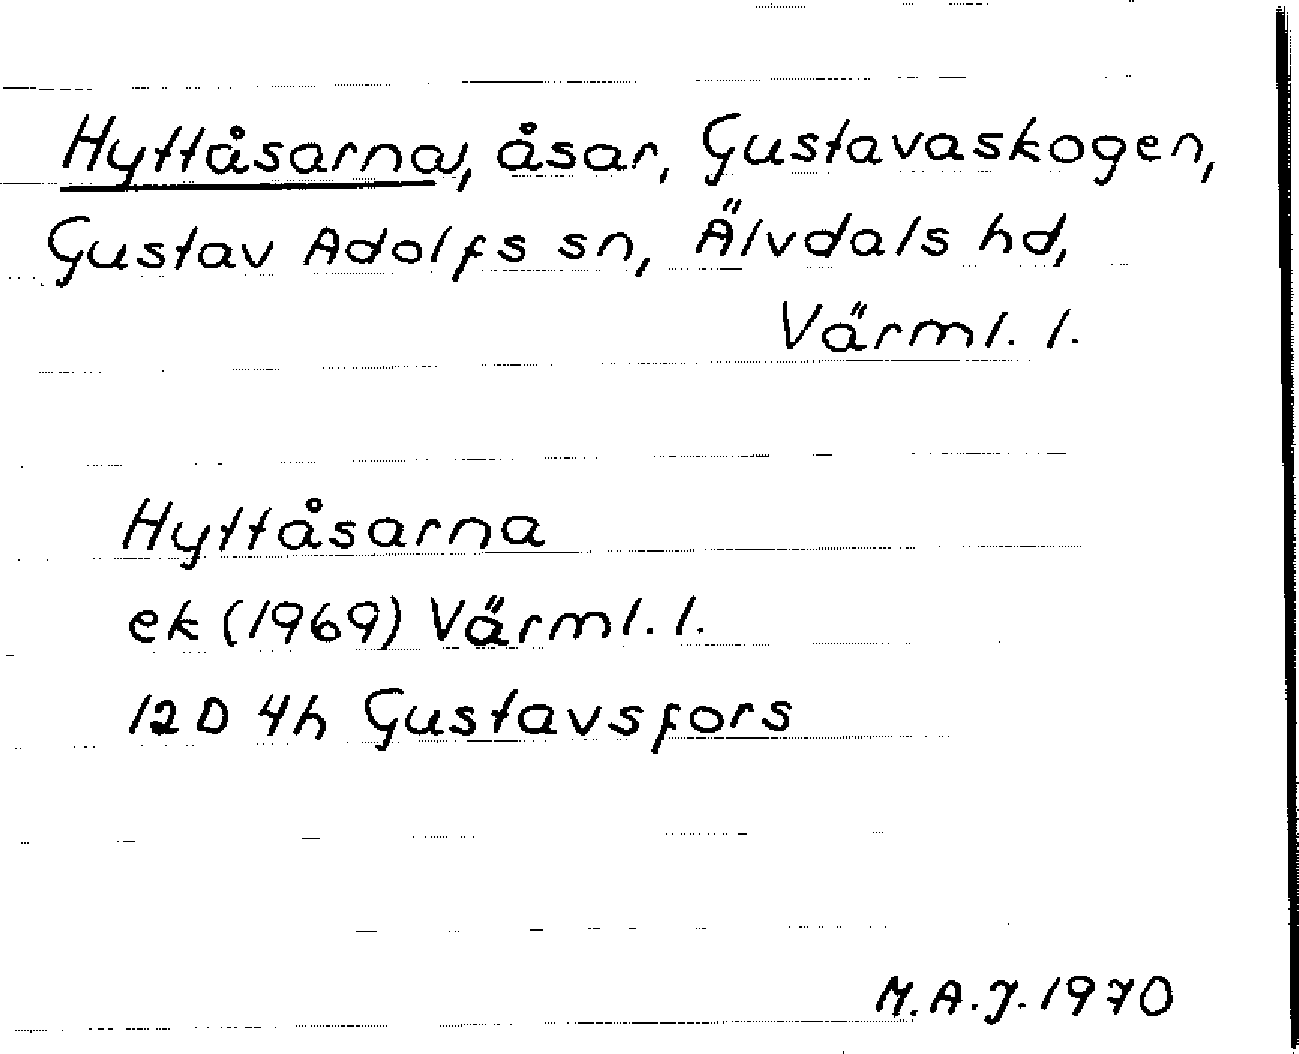 Hyttåsarna, åsar, Gustavaskogen,
Gustav Adolfs sn, Älvdals hd,
Värml. l.
Hyttåsarna
ek (1969) Värml. l.
12 D 4h Gustavsfors
M.A.J. 1970